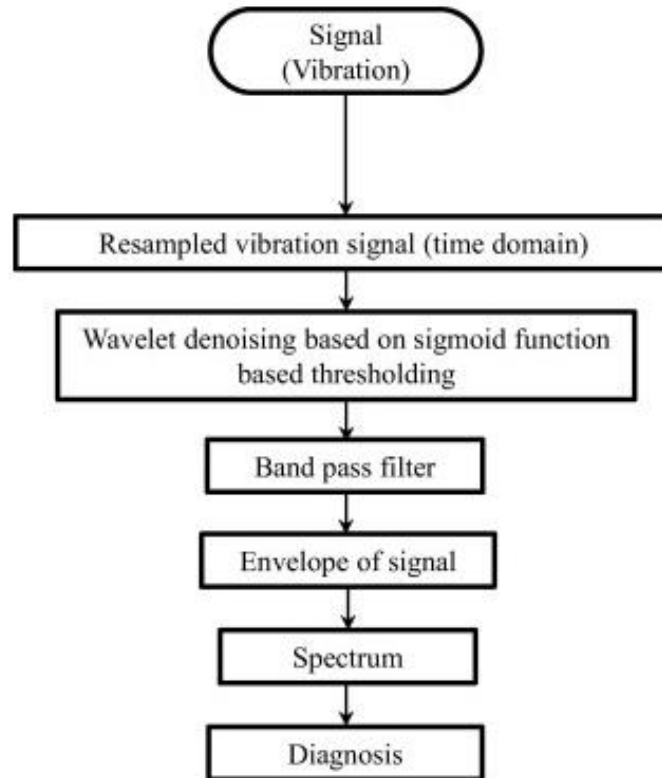 Signal
(Vibration)
Resampled vibration signal (time domain)
Wavelet denoising based on sigmoid function
based thresholding
Band pass filter
Envelope of signal
Spectrum
Diagnosis